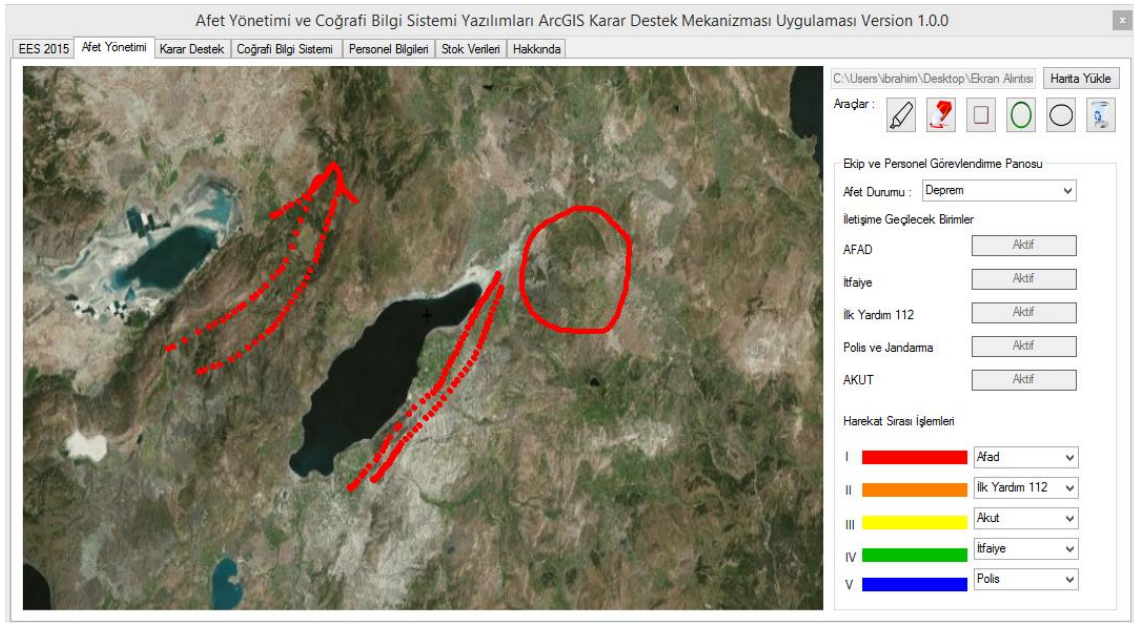 Afet Yönetimi ve Coğrafi Bilgi Sistemi Yazılımları ArcGIS Karar Destek Mekanizması Uygulaması Version 1.0.0
x
EES 2015 Afet Yönetimi Karar Destek Coğrafi Bilgi Sistemi Personel Bilgileri Stok Verileri Hakkında
C:\Users\ibrahim\Desktop\Ekran Alıntısı Harita Yükle
Araçlar :
Ekip ve Personel Görevlendirme Panosu
Afet Durumu : Deprem
İletişime Geçilecek Birimler
AFAD Aktif
İtfaiye Aktif
İlk Yardım 112 Aktif
Polis ve Jandarma Aktif
AKUT Aktif
Harekat Sırası İşlemleri
I Afad
II İlk Yardım 112
III Akut
IV İtfaiye
V Polis